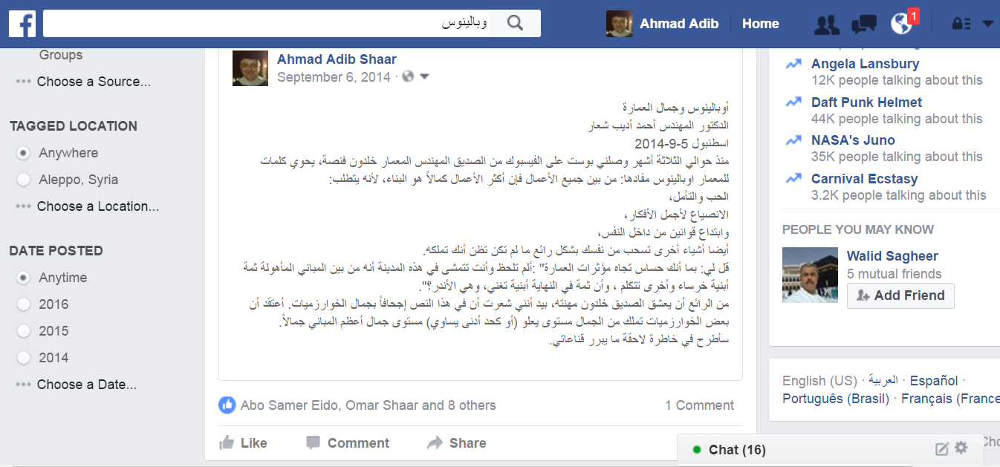 f
وبالينوس
Ahmad Adib
Home
1
Groups
Choose a Source...
TAGGED LOCATION
Anywhere
Aleppo, Syria
Choose a Location...
DATE POSTED
Anytime
2016
2015
2014
Choose a Date...
Ahmad Adib Shaar
September 6, 2014 ·
أوبالينوس وجمال العمارة
الدكتور المهندس أحمد أديب شعار
اسطنبول 5-9-2014
منذ حوالي الثلاثة أشهر وصلني بوست على الفيسبوك من الصديق المهندس المعمار خلدون فنصة، يحوي كلمات
للمعمار اوبالينوس مفادها: من بين جميع الأعمال فإن أكثر الأعمال كمالاً هو البناء، لأنه يتطلب:
الحب والتأمل،
الانصياع لأجمل الأفكار،
وابتداع قوانين من داخل النفس،
أيضا أشياء أخرى تسحب من نفسك بشكل رائع ما لم تكن تظن أنك تملكه.
قل لي: بما أنك حساس تجاه مؤثرات العمارة" :ألم تلحظ وأنت تتمشى في هذه المدينة أنه من بين المباني المأهولة ثمة
أبنية خرساء وأخرى تتكلم ، وأن ثمة في النهاية أبنية تغني، وهي الأندر؟".
من الرائع أن يعشق الصديق خلدون مهنته، بيد أنني شعرت أن في هذا النص إجحافاً بجمال الخوارزميات. أعتقد أن
بعض الخوارزميات تملك من الجمال مستوى يعلو (أو كحد أدنى يساوي) مستوى جمال أعظم المباني جمالاً.
سأطرح في خاطرة لاحقة ما يبرر قناعاتي.
Abo Samer Eido, Omar Shaar and 8 others
1 Comment
Like
Comment
Share
Angela Lansbury
12K people talking about this
Daft Punk Helmet
44K people talking about this
NASA's Juno
35K people talking about this
Carnival Ecstasy
3.2K people talking about this
PEOPLE YOU MAY KNOW
Walid Sagheer
5 mutual friends
Add Friend
English (US) · العربية · Español ·
Português (Brasil) · Français (France
Chat (16)